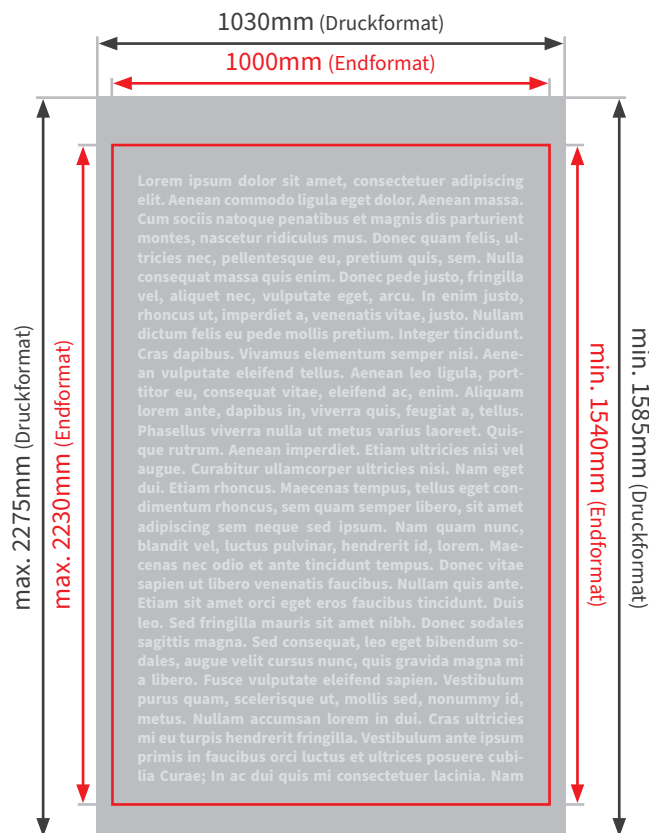 1030mm (Druckformat)
1000mm (Endformat)
max. 2275mm (Druckformat)
max. 2230mm (Endformat)
Lorem ipsum dolor sit amet, consectetuer adipiscing
elit. Aenean commodo ligula eget dolor. Aenean massa.
Cum sociis natoque penatibus et magnis dis parturient
montes, nascetur ridiculus mus. Donec quam felis, ul-
tricies nec, pellentesque eu, pretium quis, sem. Nulla
consequat massa quis enim. Donec pede justo, fringilla
vel, aliquet nec, vulputate eget, arcu. In enim justo,
rhoncus ut, imperdiet a, venenatis vitae, justo. Nullam
dictum felis eu pede mollis pretium. Integer tincidunt.
Cras dapibus. Vivamus elementum semper nisi. Aene-
an vulputate eleifend tellus. Aenean leo ligula, port-
titor eu, consequat vitae, eleifend ac, enim. Aliquam
lorem ante, dapibus in, viverra quis, feugiat a, tellus.
Phasellus viverra nulla ut metus varius laoreet. Quis-
que rutrum. Aenean imperdiet. Etiam ultricies nisi vel
augue. Curabitur ullamcorper ultricies nisi. Nam eget
dui. Etiam rhoncus. Maecenas tempus, tellus eget con-
dimentum rhoncus, sem quam semper libero, sit amet
adipiscing sem neque sed ipsum. Nam quam nunc,
blandit vel, luctus pulvinar, hendrerit id, lorem. Mae-
cenas nec odio et ante tincidunt tempus. Donec vitae
sapien ut libero venenatis faucibus. Nullam quis ante.
Etiam sit amet orci eget eros faucibus tincidunt. Duis
leo. Sed fringilla mauris sit amet nibh. Donec sodales
sagittis magna. Sed consequat, leo eget bibendum so-
dales, augue velit cursus nunc, quis gravida magna mi
a libero. Fusce vulputate eleifend sapien. Vestibulum
purus quam, scelerisque ut, mollis sed, nonummy id,
metus. Nullam accumsan lorem in dui. Cras ultricies
mi eu turpis hendrerit fringilla. Vestibulum ante ipsum
primis in faucibus orci luctus et ultrices posuere cubi-
lia Curae; In ac dui quis mi consectetuer lacinia. Nam
min. 1540mm (Endformat)
min. 1585mm (Druckformat)